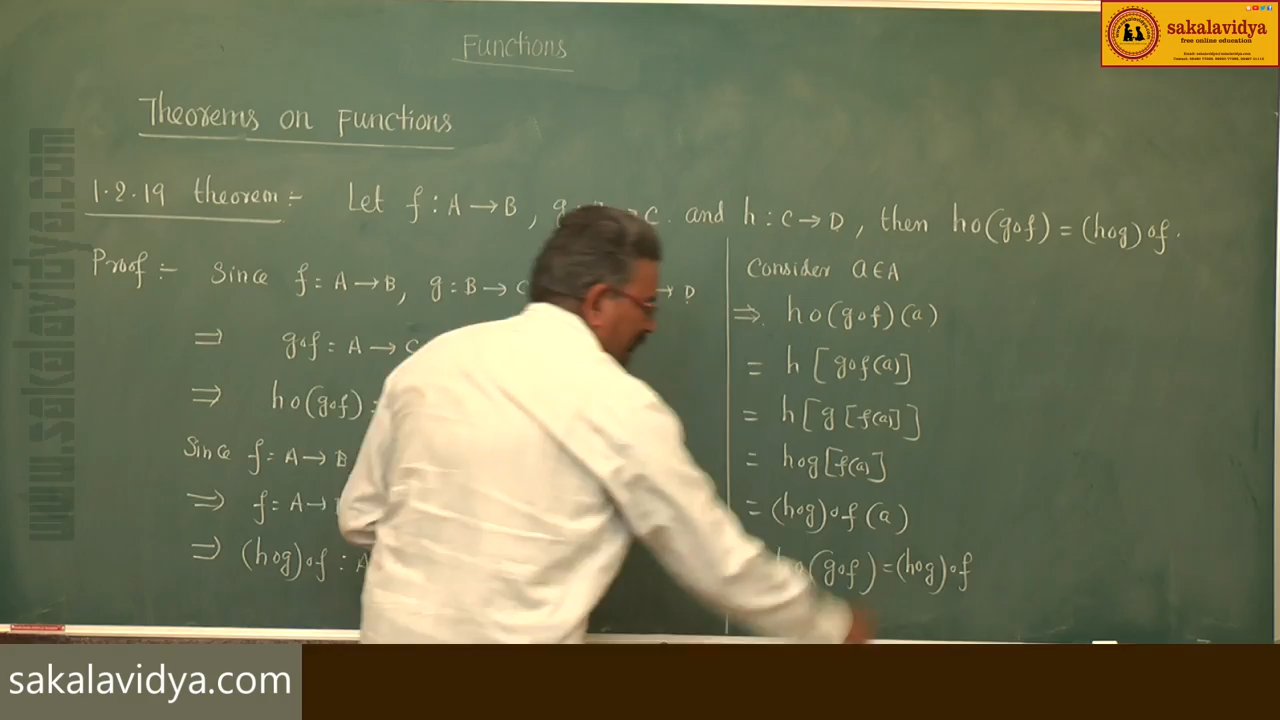 sakalavidya
free online education
Functions
Theorems on Functions
1.2.19 theorem :- Let f : A → B , g → C . and h : C → D , then ho(gof) = (hog)of .
Proof :- Since f : A → B , g : B → C → D
⇒ gof : A → C
⇒ ho(gof) :
Since f : A → B
⇒ f : A →
⇒ (hog)of : A
Consider a ∈ A
⇒ ho(gof)(a)
= h[gof(a)]
= h[g[f(a)]]
= hog[f(a)]
= (hog)of(a)
ho(gof) = (hog)of
www.sakalavidya.com
sakalavidya.com